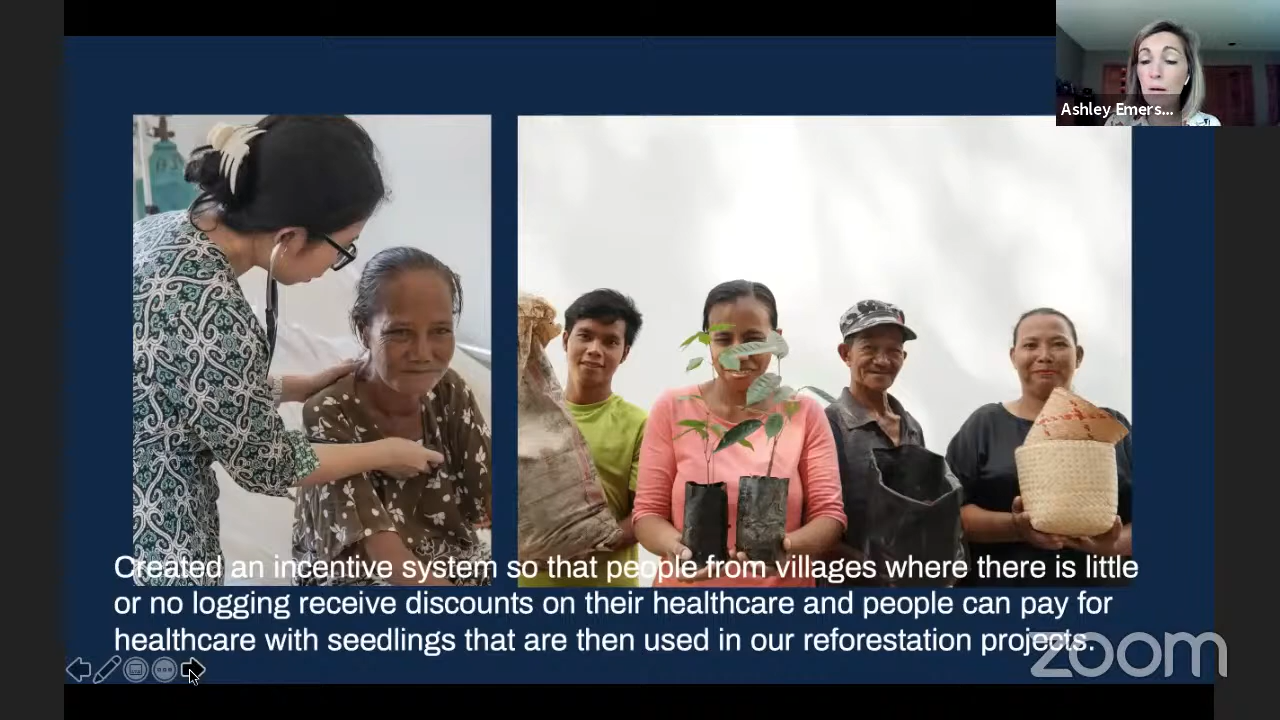 Ashley Emers...
Created an incentive system so that people from villages where there is little
or no logging receive discounts on their healthcare and people can pay for
healthcare with seedlings that are then used in our reforestation projects.
zoom